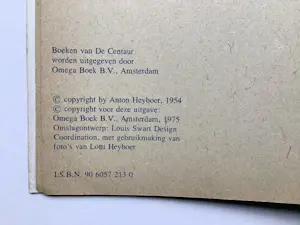 Boeken van De Centaur
worden uitgegeven door
Omega Boek B.V., Amsterdam
© copyright by Anton Heyboer, 1954
© copyright voor deze uitgave:
Omega Boek B.V., Amsterdam, 1975
Omslagontwerp: Louis Swart Design
Coordination, met gebruikmaking van
foto's van Lotti Heyboer
I.S.B.N. 90 6057 213 0